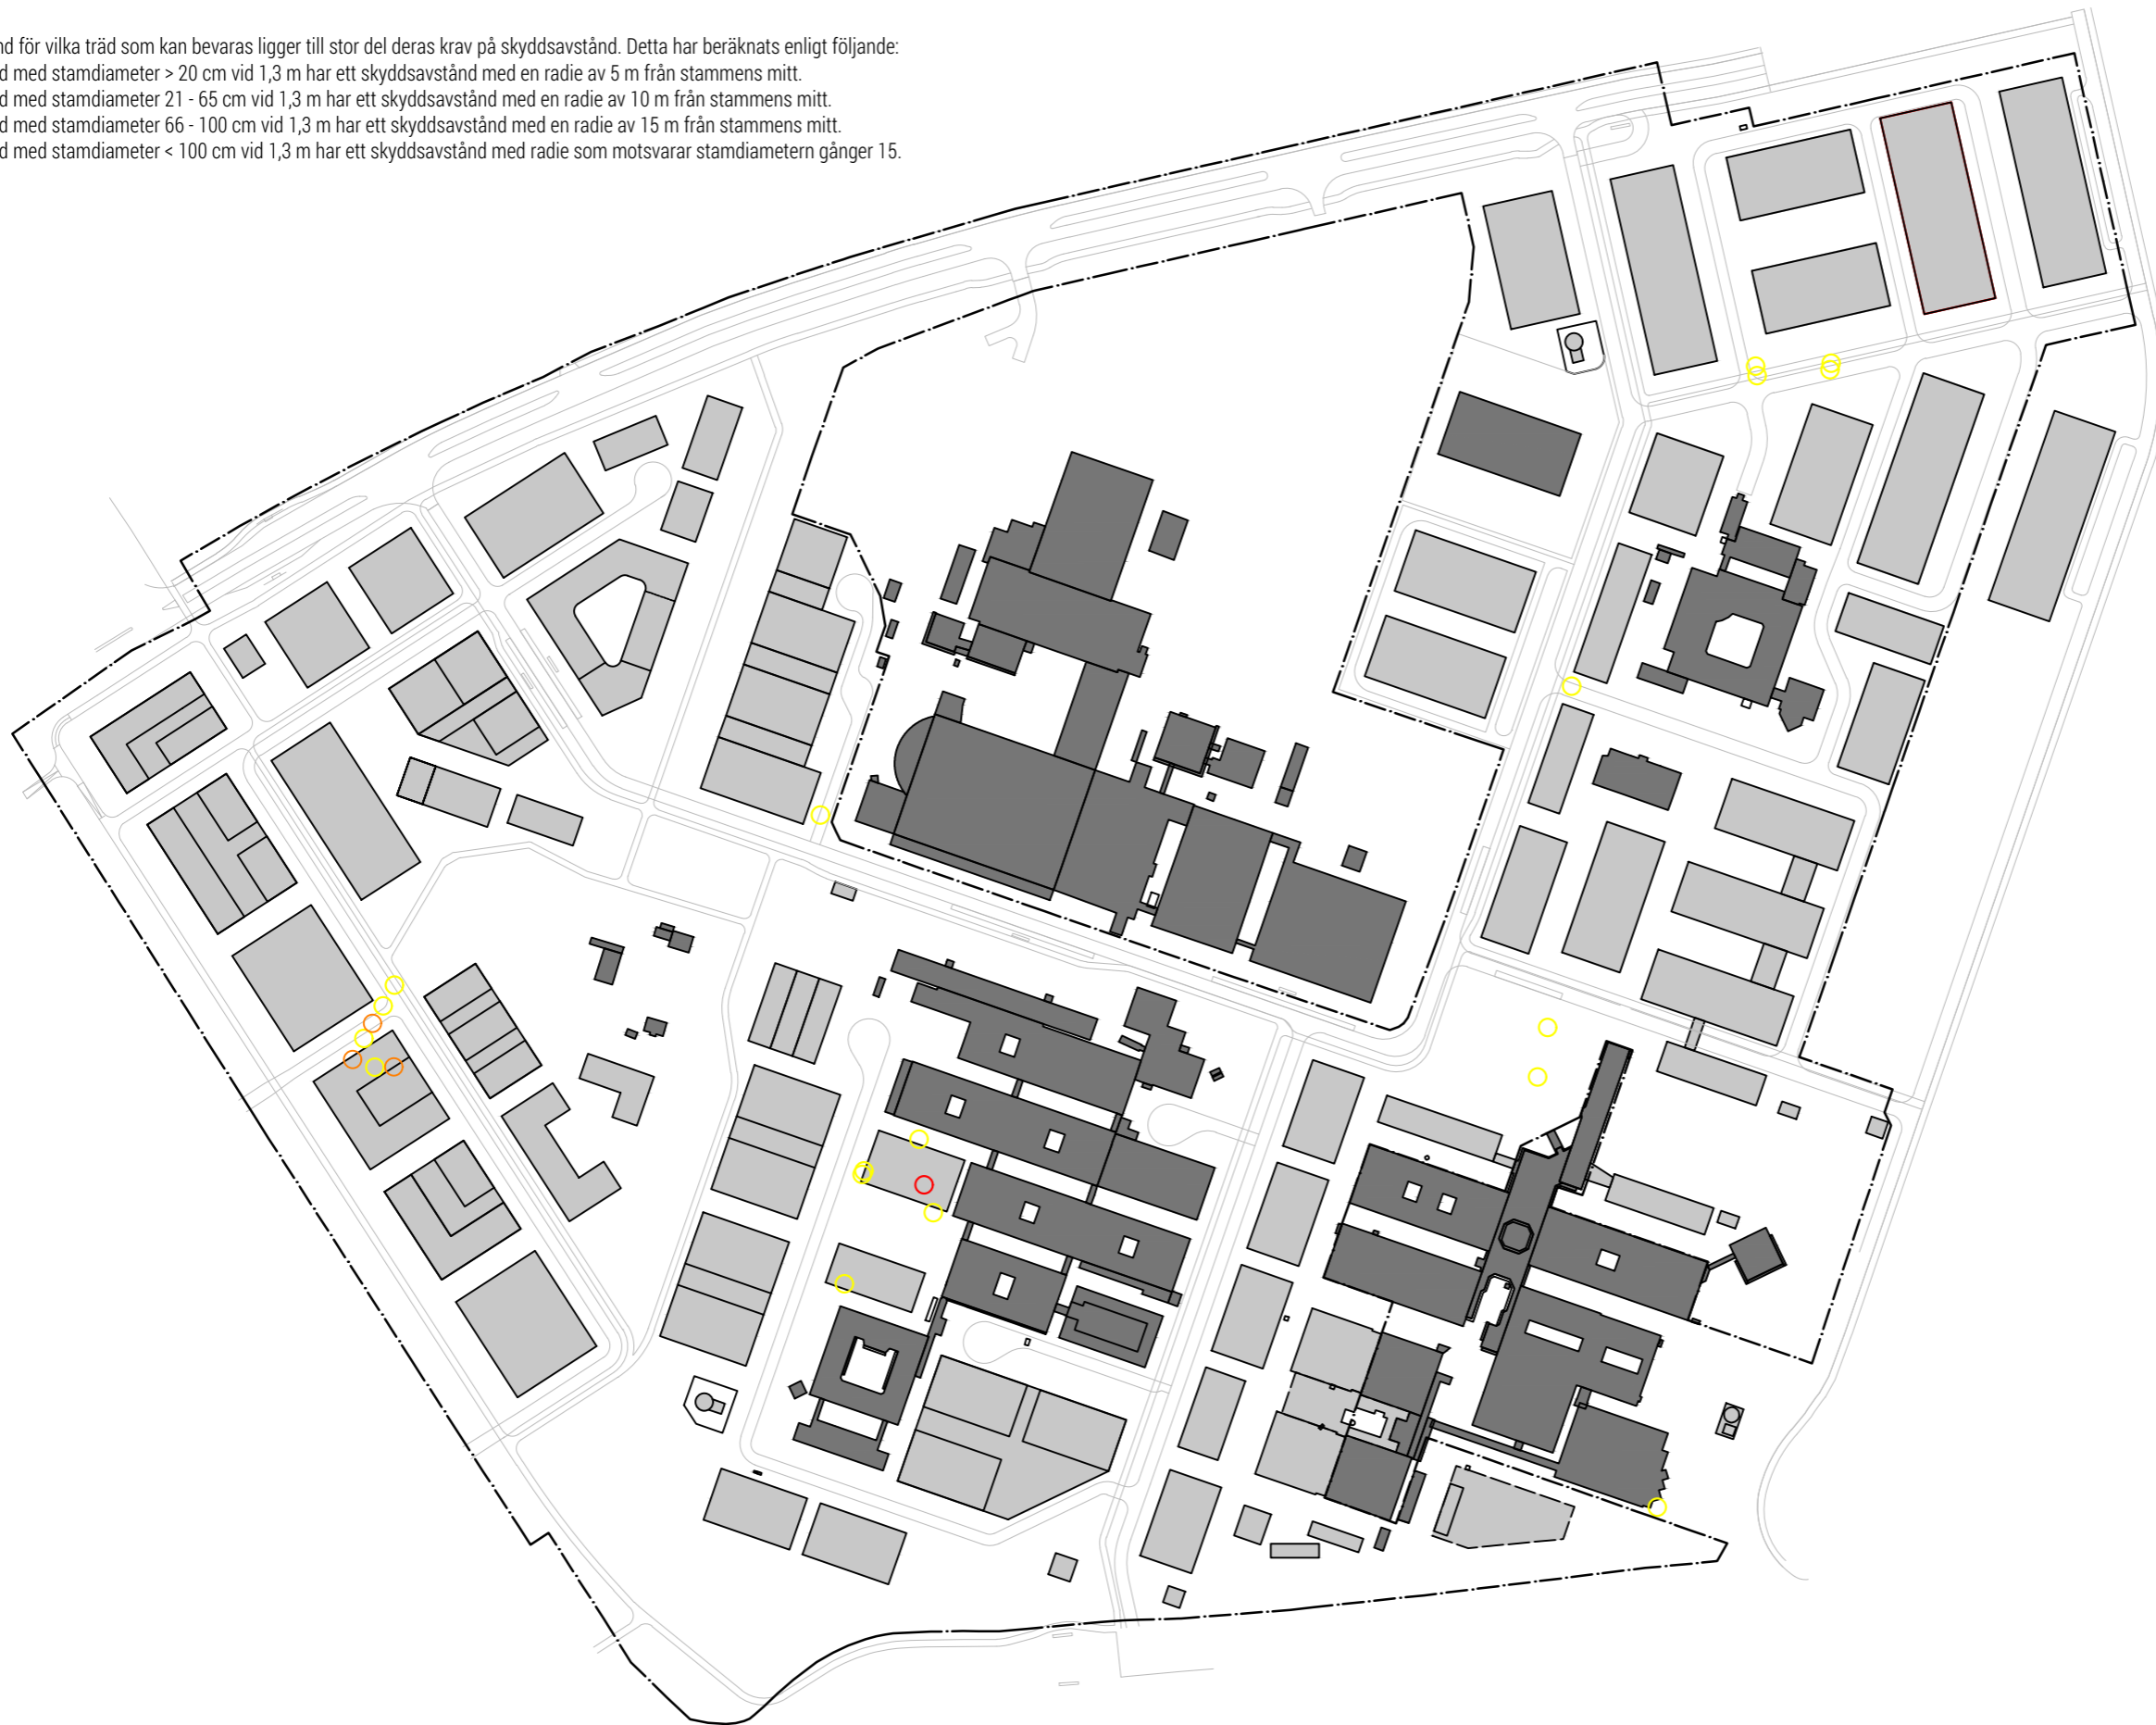 för vilka träd som kan bevaras ligger till stor del deras krav på skyddsavstånd. Detta har beräknats enligt följande:
med stamdiameter > 20 cm vid 1,3 m har ett skyddsavstånd med en radie av 5 m från stammens mitt.
med stamdiameter 21 - 65 cm vid 1,3 m har ett skyddsavstånd med en radie av 10 m från stammens mitt.
med stamdiameter 66 - 100 cm vid 1,3 m har ett skyddsavstånd med en radie av 15 m från stammens mitt.
med stamdiameter < 100 cm vid 1,3 m har ett skyddsavstånd med radie som motsvarar stamdiametern gånger 15.